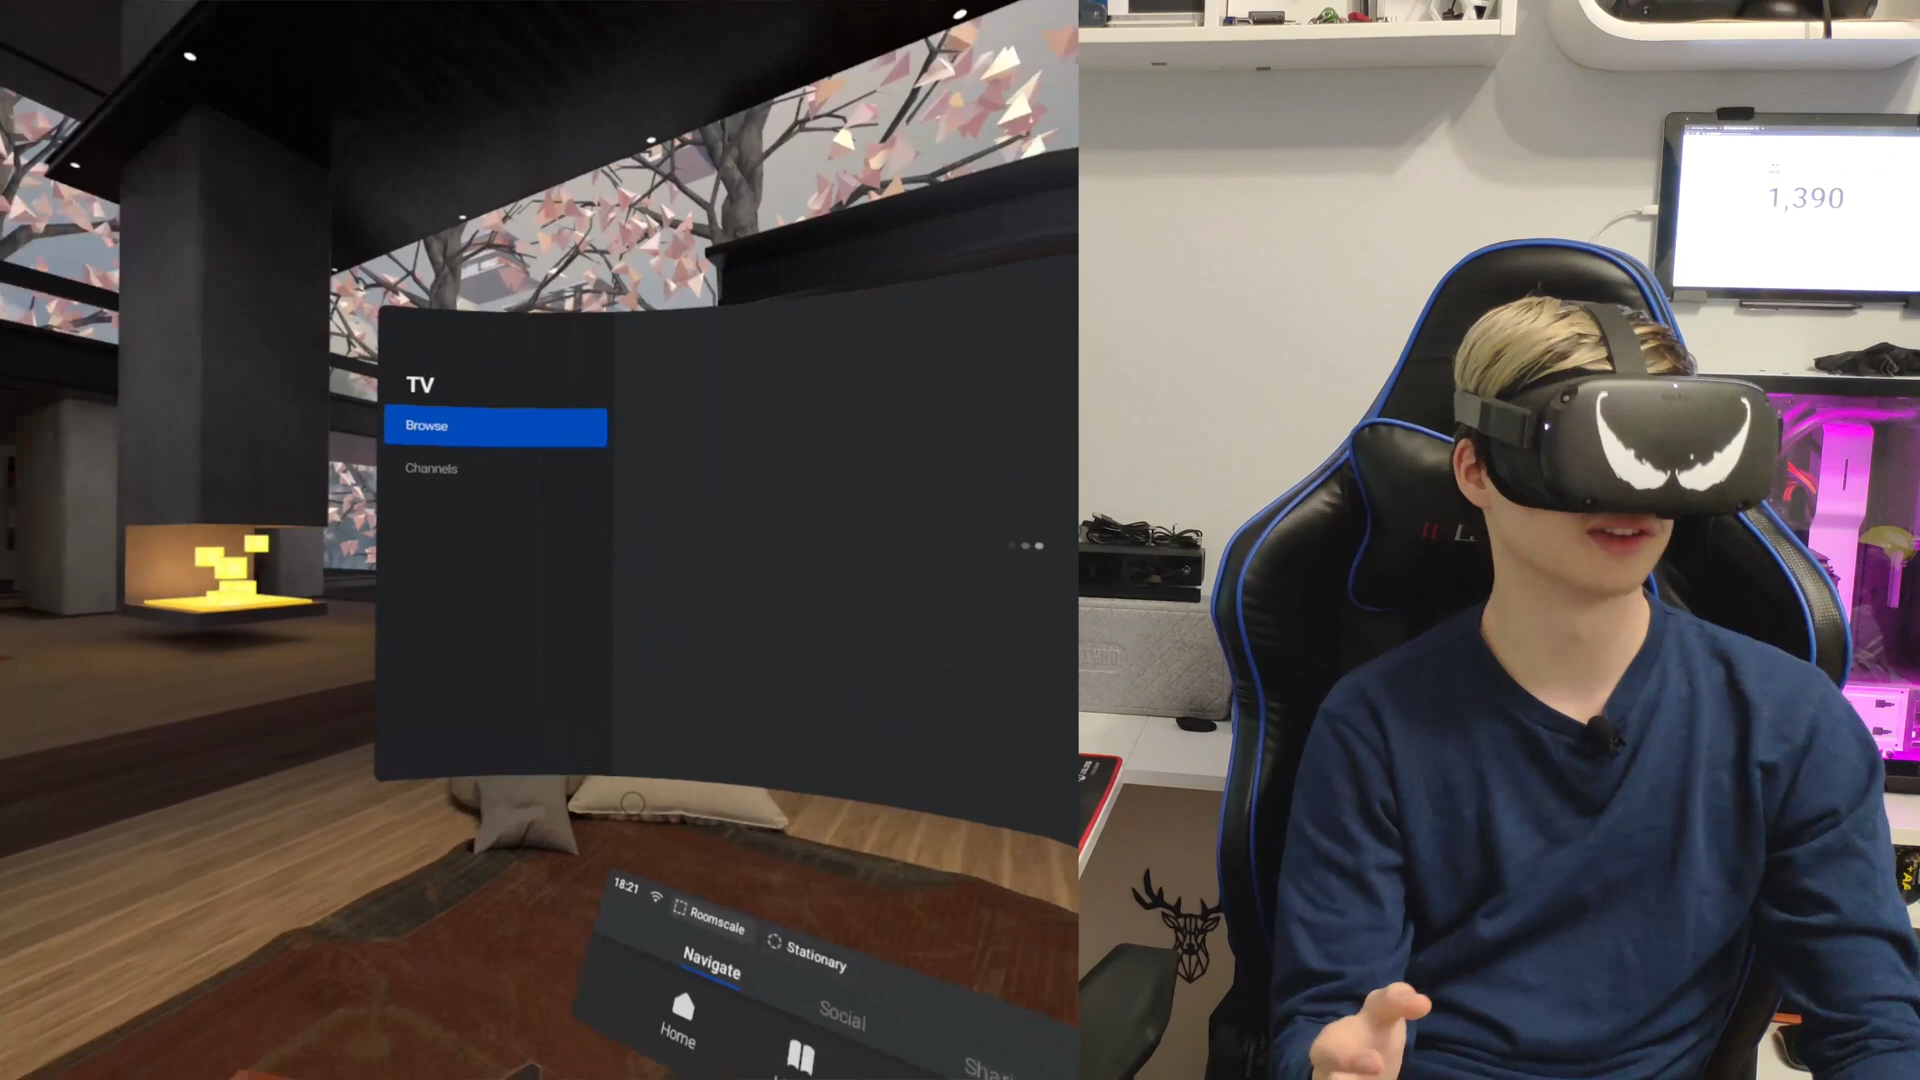 TV
Browse
Channels
18:21
Roomscale
Stationary
Navigate
Social
Home
1,390